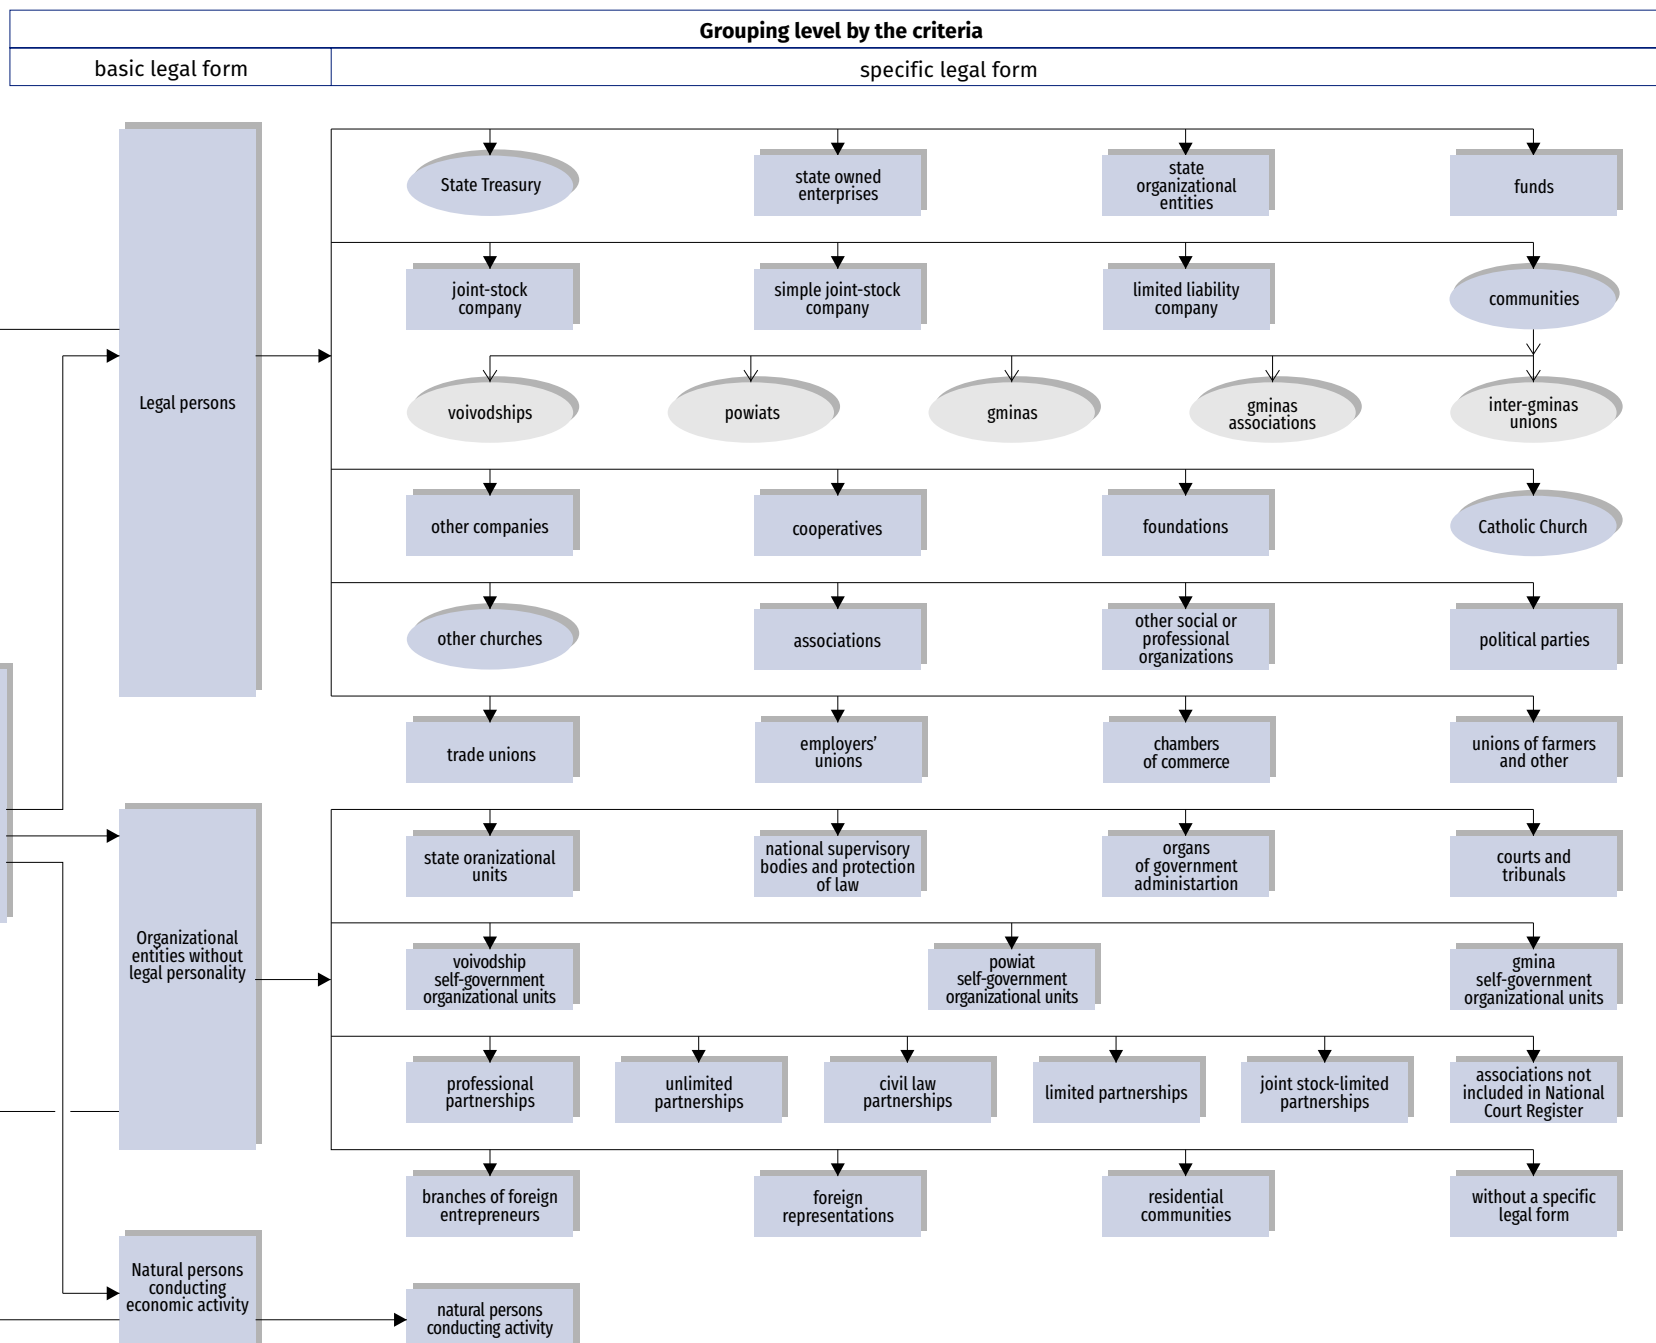 Grouping level by the criteria
basic legal form
specific legal form
Legal persons
State Treasury
state owned
enterprises
state
organizational
entities
funds
joint-stock
company
simple joint-stock
company
limited liability
company
communities
voivodships
powiats
gminas
gminas
associations
inter-gminas
unions
other companies
cooperatives
foundations
Catholic Church
other churches
associations
other social or
professional
organizations
political parties
trade unions
employers’
unions
chambers
of commerce
unions of farmers
and other
Organizational
entities without
legal personality
state oranizational
units
national supervisory
bodies and protection
of law
organs
of government
administartion
courts and
tribunals
voivodship
self-government
organizational units
powiat
self-government
organizational units
gmina
self-government
organizational units
professional
partnerships
unlimited
partnerships
civil law
partnerships
limited partnerships
joint stock-limited
partnerships
associations not
included in National
Court Register
branches of foreign
entrepreneurs
foreign
representations
residential
communities
without a specific
legal form
Natural persons
conducting
economic activity
natural persons
conducting activity